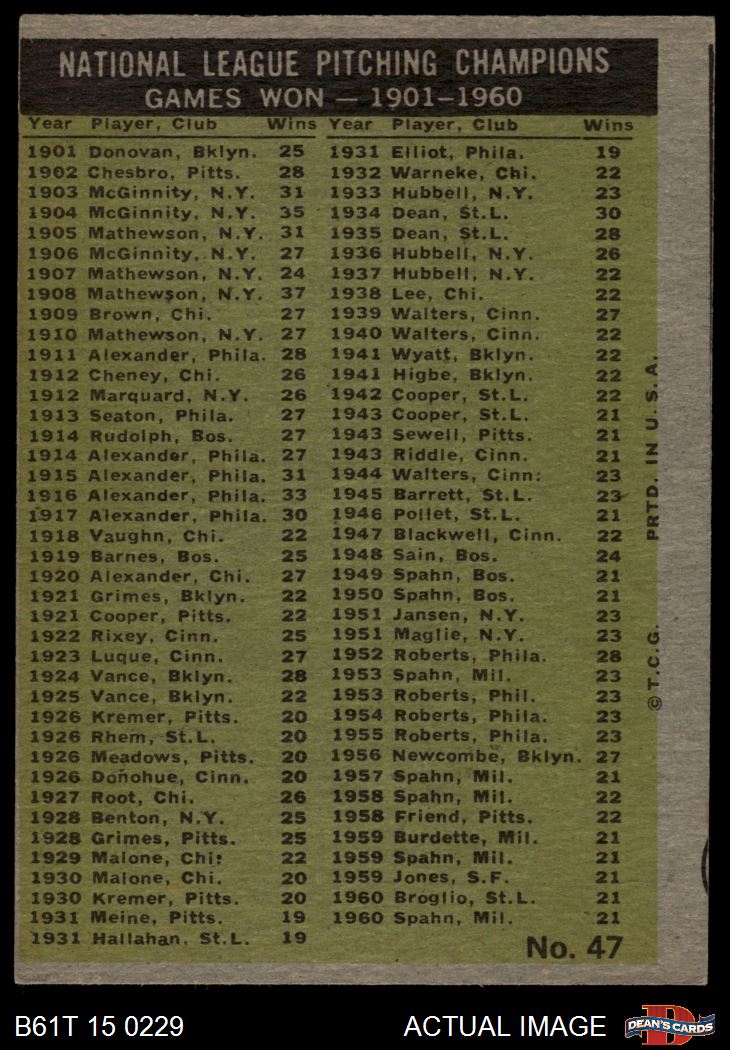 NATIONAL LEAGUE PITCHING CHAMPIONS
GAMES WON — 1901-1960
Year Player, Club Wins
1901 Donovan, Bklyn. 25
1902 Chesbro, Pitts. 28
1903 McGinnity, N.Y. 31
1904 McGinnity, N.Y. 35
1905 Mathewson, N.Y. 31
1906 McGinnity, N.Y. 27
1907 Mathewson, N.Y. 24
1908 Mathewson, N.Y. 37
1909 Brown, Chi. 27
1910 Mathewson, N.Y. 27
1911 Alexander, Phila. 28
1912 Cheney, Chi. 26
1912 Marquard, N.Y. 26
1913 Seaton, Phila. 27
1914 Rudolph, Bos. 27
1914 Alexander, Phila. 27
1915 Alexander, Phila. 31
1916 Alexander, Phila. 33
1917 Alexander, Phila. 30
1918 Vaughn, Chi. 22
1919 Barnes, Bos. 25
1920 Alexander, Chi. 27
1921 Grimes, Bklyn. 22
1921 Cooper, Pitts. 22
1922 Rixey, Cinn. 25
1923 Luque, Cinn. 27
1924 Vance, Bklyn. 28
1925 Vance, Bklyn. 22
1926 Kremer, Pitts. 20
1926 Rhem, St.L. 20
1926 Meadows, Pitts. 20
1926 Donohue, Cinn. 20
1927 Root, Chi. 26
1928 Benton, N.Y. 25
1928 Grimes, Pitts. 25
1929 Malone, Chi. 22
1930 Malone, Chi. 20
1930 Kremer, Pitts. 20
1931 Meine, Pitts. 19
1931 Hallahan, St.L. 19
Year Player, Club Wins
1931 Elliot, Phila. 19
1932 Warneke, Chi. 22
1933 Hubbell, N.Y. 23
1934 Dean, St.L. 30
1935 Dean, St.L. 28
1936 Hubbell, N.Y. 26
1937 Hubbell, N.Y. 22
1938 Lee, Chi. 22
1939 Walters, Cinn. 27
1940 Walters, Cinn. 22
1941 Wyatt, Bklyn. 22
1941 Higbe, Bklyn. 22
1942 Cooper, St.L. 22
1943 Cooper, St.L. 21
1943 Sewell, Pitts. 21
1943 Riddle, Cinn. 21
1944 Walters, Cinn. 23
1945 Barrett, St.L. 23
1946 Pollet, St.L. 21
1947 Blackwell, Cinn. 22
1948 Sain, Bos. 24
1949 Spahn, Bos. 21
1950 Spahn, Bos. 21
1951 Jansen, N.Y. 23
1951 Maglie, N.Y. 23
1952 Roberts, Phila. 28
1953 Spahn, Mil. 23
1953 Roberts, Phil. 23
1954 Roberts, Phila. 23
1955 Roberts, Phila. 23
1956 Newcombe, Bklyn. 27
1957 Spahn, Mil. 21
1958 Spahn, Mil. 22
1958 Friend, Pitts. 22
1959 Burdette, Mil. 21
1959 Spahn, Mil. 21
1959 Jones, S.F. 21
1960 Broglio, St.L. 21
1960 Spahn, Mil. 21
No. 47
© T.C.G. PRTD. IN U.S.A.
B61T 15 0229
ACTUAL IMAGE
DEAN'S CARDS